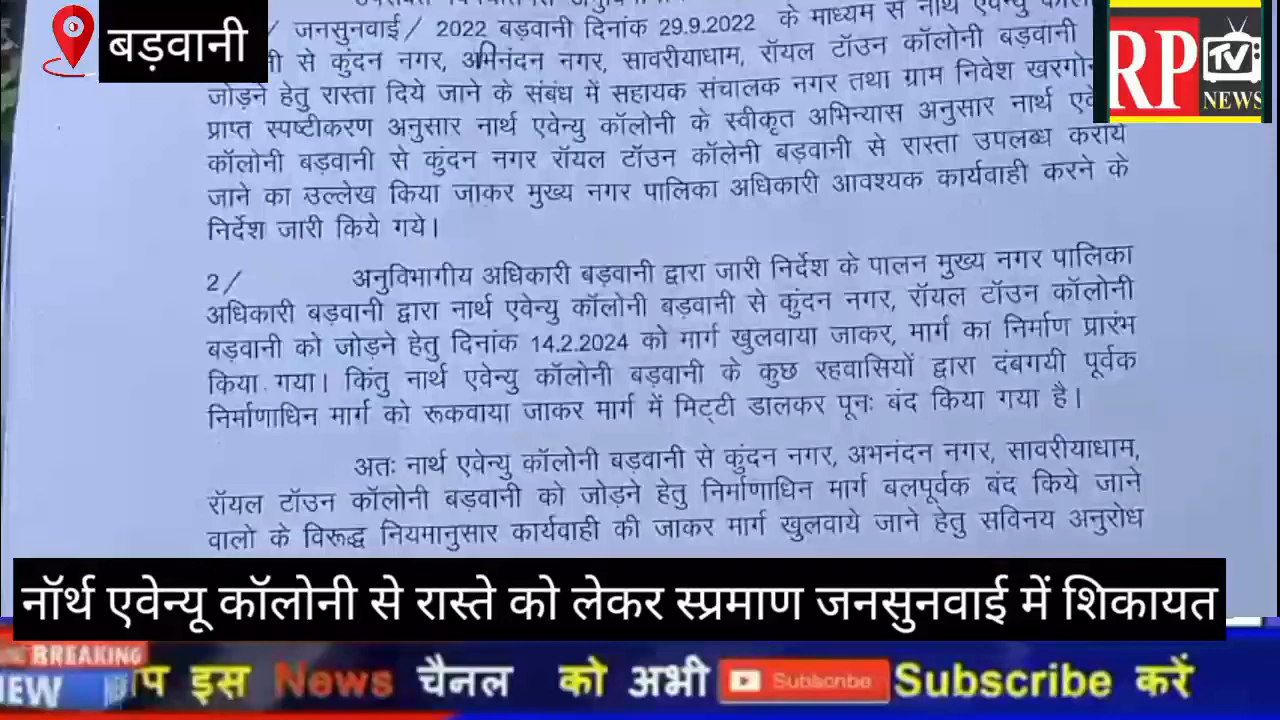 बड़वानी
RP
TV
NEWS
/ जनसुनवाई / 2022 बड़वानी दिनांक 29.9.2022 के माध्यम से नार्थ एवेन्यु
से कुंदन नगर, अभिनंदन नगर, सावरीयाधाम, रॉयल टॉउन कॉलोनी बड़वानी
जोड़ने हेतु रास्ता दिये जाने के संबंध में सहायक संचालक नगर तथा ग्राम निवेश
प्राप्त स्पष्टीकरण अनुसार नार्थ एवेन्यु कॉलोनी के स्वीकृत अभिन्यास अनुसार नार्थ
कॉलोनी बड़वानी से कुंदन नगर रॉयल टॉउन कॉलेनी बड़वानी से रास्ता उपलब्ध कराये
जाने का उल्लेख किया जाकर मुख्य नगर पालिका अधिकारी आवश्यक कार्यवाही करने के
निर्देश जारी किये गये।
2/ अनुविभागीय अधिकारी बड़वानी द्वारा जारी निर्देश के पालन मुख्य नगर पालिका
अधिकारी बड़वानी द्वारा नार्थ एवेन्यु कॉलोनी बड़वानी से कुंदन नगर, रॉयल टॉउन कॉलोनी
बड़वानी को जोड़ने हेतु दिनांक 14.2.2024 को मार्ग खुलवाया जाकर, मार्ग का निर्माण प्रारंभ
किया गया। किंतु नार्थ एवेन्यु कॉलोनी बड़वानी के कुछ रहवासियों द्वारा दंबगयी पूर्वक
निर्माणाधिन मार्ग को रूकवाया जाकर मार्ग में मिट्टी डालकर पूनः बंद किया गया है।
अतः नार्थ एवेन्यु कॉलोनी बड़वानी से कुंदन नगर, अभनंदन नगर, सावरीयाधाम,
रॉयल टॉउन कॉलोनी बड़वानी को जोड़ने हेतु निर्माणाधिन मार्ग बलपूर्वक बंद किये जाने
वालो के विरूद्ध नियमानुसार कार्यवाही की जाकर मार्ग खुलवाये जाने हेतु सविनय अनुरोध
नॉर्थ एवेन्यू कॉलोनी से रास्ते को लेकर स्प्रमाण जनसुनवाई में शिकायत
BREAKING
NEW
इस News चैनल को अभी Subscribe Subscribe करें